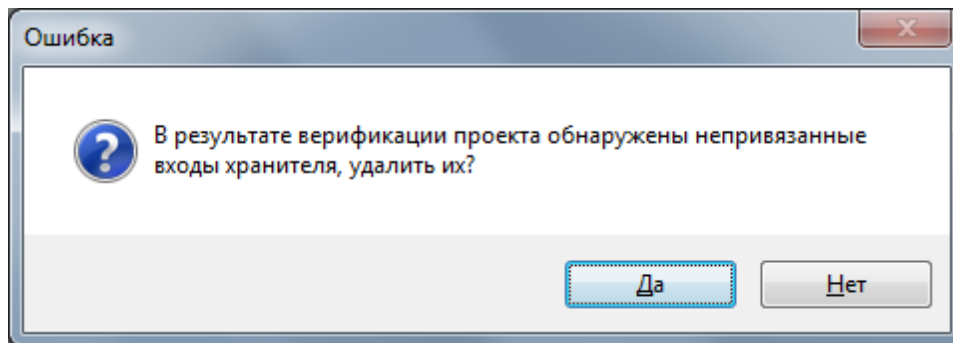 Ошибка
В результате верификации проекта обнаружены непривязанные
входы хранителя, удалить их?
Да
Нет